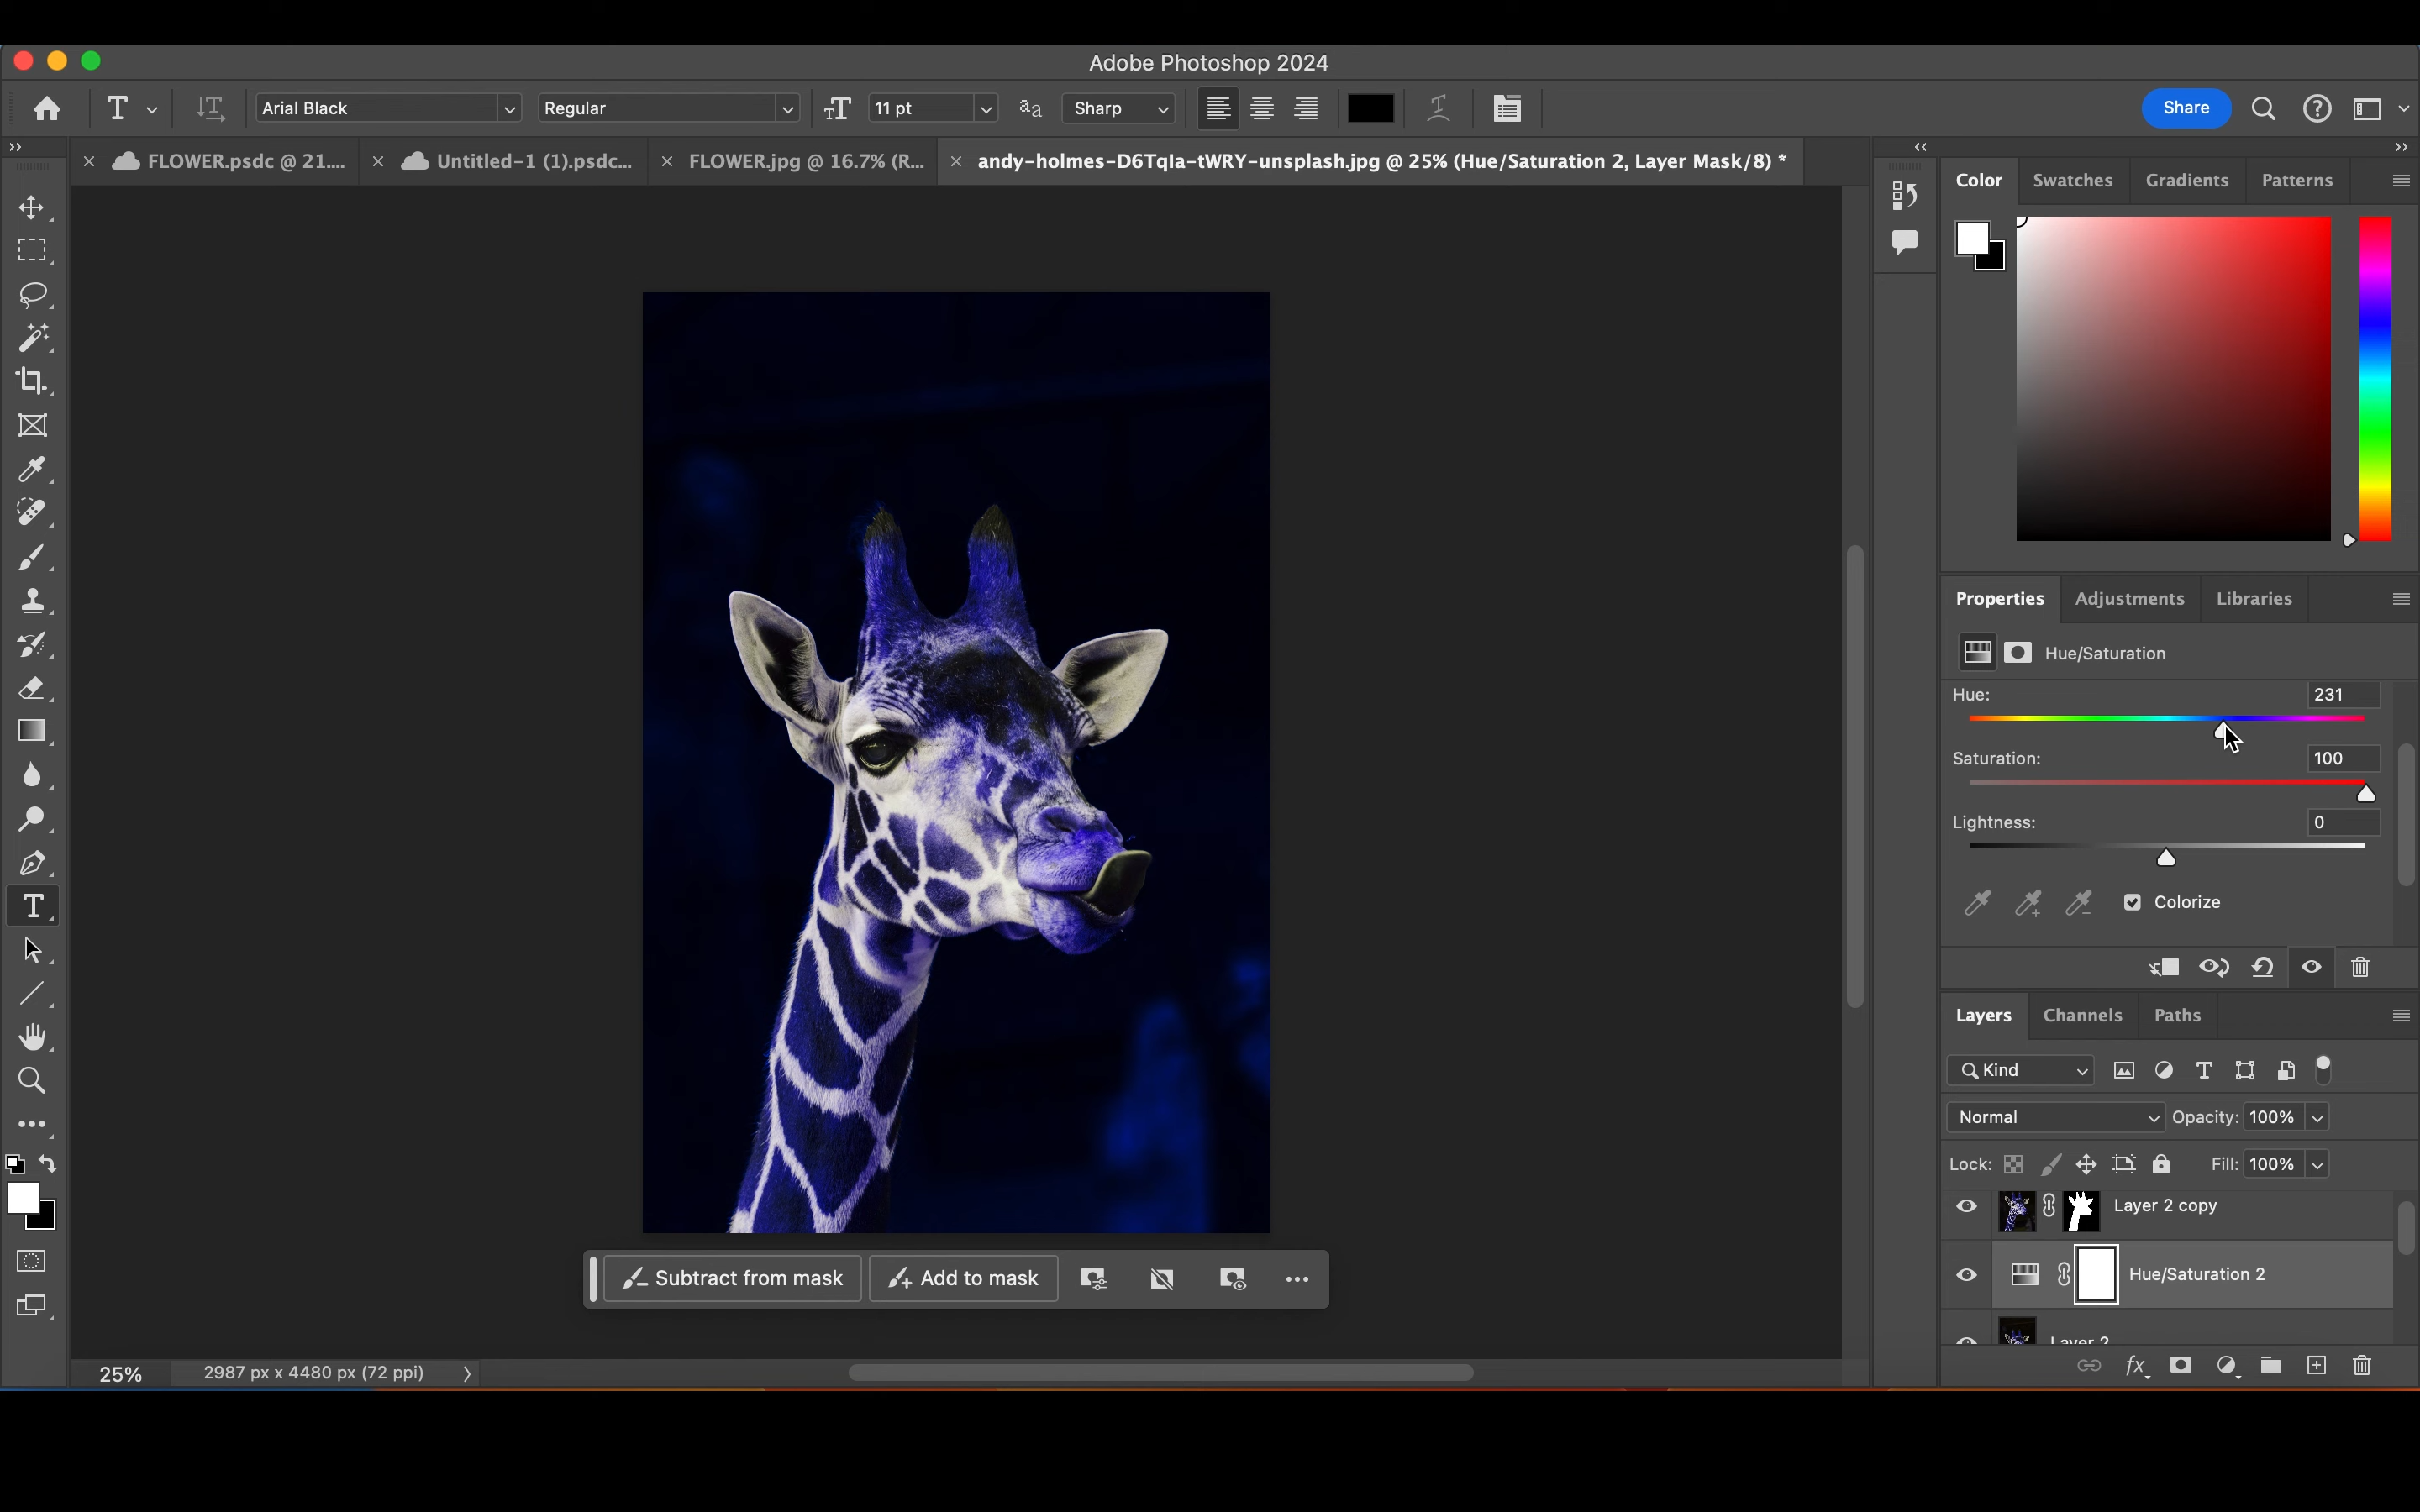 Adobe Photoshop 2024
T Arial Black Regular 11 pt Sharp Share
FLOWER.psdc @ 21.... Untitled-1 (1).psdc... FLOWER.jpg @ 16.7% (R... andy-holmes-D6TqIa-tWRY-unsplash.jpg @ 25% (Hue/Saturation 2, Layer Mask/8) *
Color Swatches Gradients Patterns
Properties Adjustments Libraries
Hue/Saturation
Hue: 231
Saturation: 100
Lightness: 0
Colorize
Layers Channels Paths
Kind
Normal Opacity: 100%
Lock: Fill: 100%
Layer 2 copy
Hue/Saturation 2
Layer 2
Subtract from mask Add to mask
25% 2987 px x 4480 px (72 ppi)